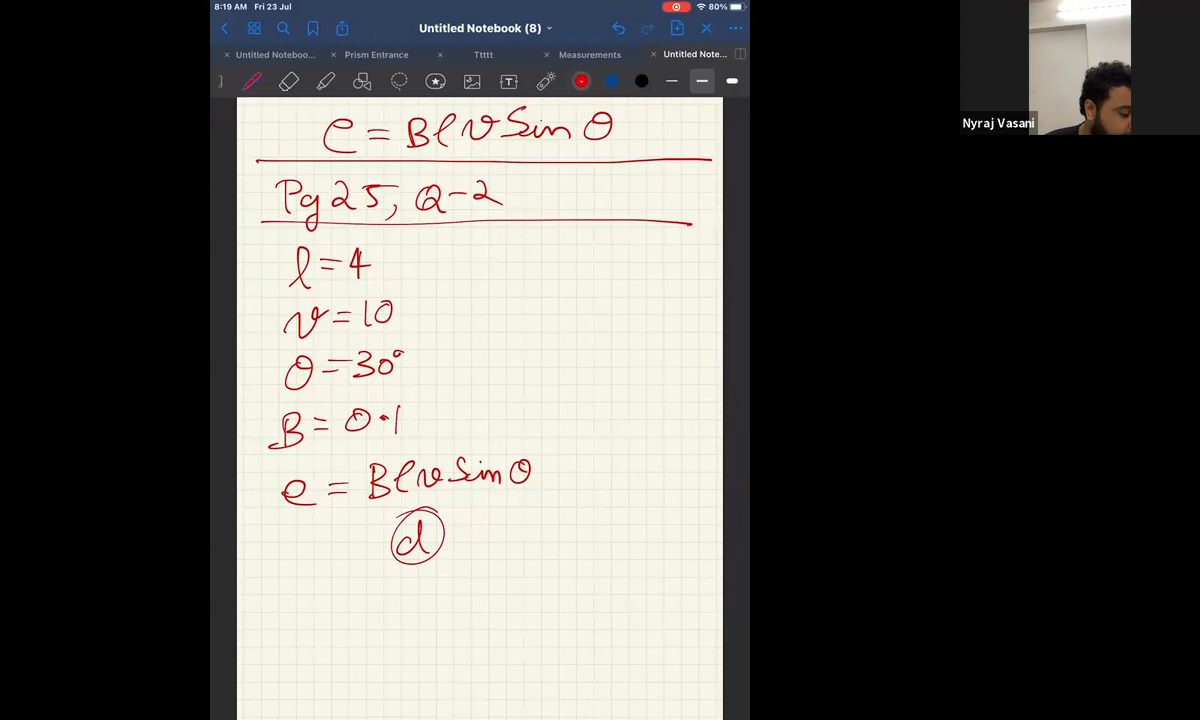 8:19 AM Fri 23 Jul
80%
Untitled Notebook (8)
Untitled Noteboo...
Prism Entrance
Ttttt
Measurements
Untitled Note...
Nyraj Vasani
e = Blv Sin θ
Pg 25, Q-2
l = 4
v = 10
θ = 30°
B = 0.1
e = Blv Sin θ
d